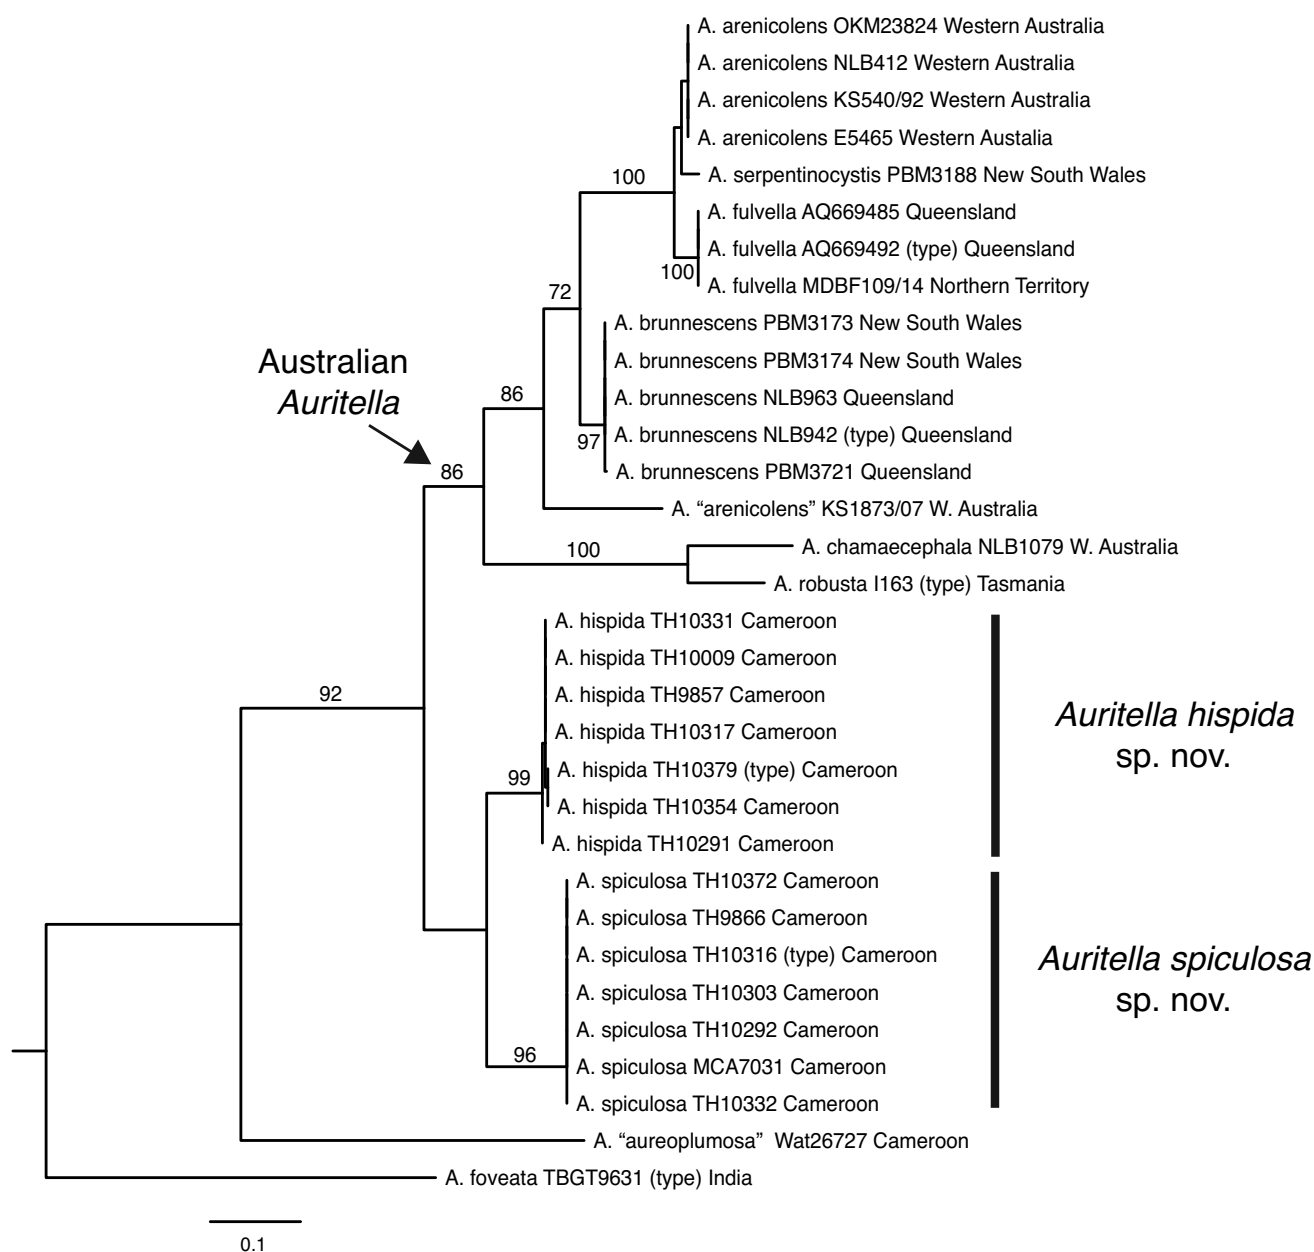 A. arenicolens OKM23824 Western Australia
A. arenicolens NLB412 Western Australia
A. arenicolens KS540/92 Western Australia
A. arenicolens E5465 Western Austalia
100
A. serpentinocystis PBM3188 New South Wales
A. fulvella AQ669485 Queensland
A. fulvella AQ669492 (type) Queensland
100
A. fulvella MDBF109/14 Northern Territory
72
A. brunnescens PBM3173 New South Wales
Australian
Auritella
A. brunnescens PBM3174 New South Wales
86
A. brunnescens NLB963 Queensland
A. brunnescens NLB942 (type) Queensland
97
86
A. brunnescens PBM3721 Queensland
A. “arenicolens” KS1873/07 W. Australia
100
A. chamaecephala NLB1079 W. Australia
A. robusta I163 (type) Tasmania
A. hispida TH10331 Cameroon
A. hispida TH10009 Cameroon
92
A. hispida TH9857 Cameroon
A. hispida TH10317 Cameroon
Auritella hispida
sp. nov.
99
A. hispida TH10379 (type) Cameroon
A. hispida TH10354 Cameroon
A. hispida TH10291 Cameroon
A. spiculosa TH10372 Cameroon
A. spiculosa TH9866 Cameroon
A. spiculosa TH10316 (type) Cameroon
Auritella spiculosa
sp. nov.
A. spiculosa TH10303 Cameroon
A. spiculosa TH10292 Cameroon
96
A. spiculosa MCA7031 Cameroon
A. spiculosa TH10332 Cameroon
A. “aureoplumosa” Wat26727 Cameroon
A. foveata TBGT9631 (type) India
0.1